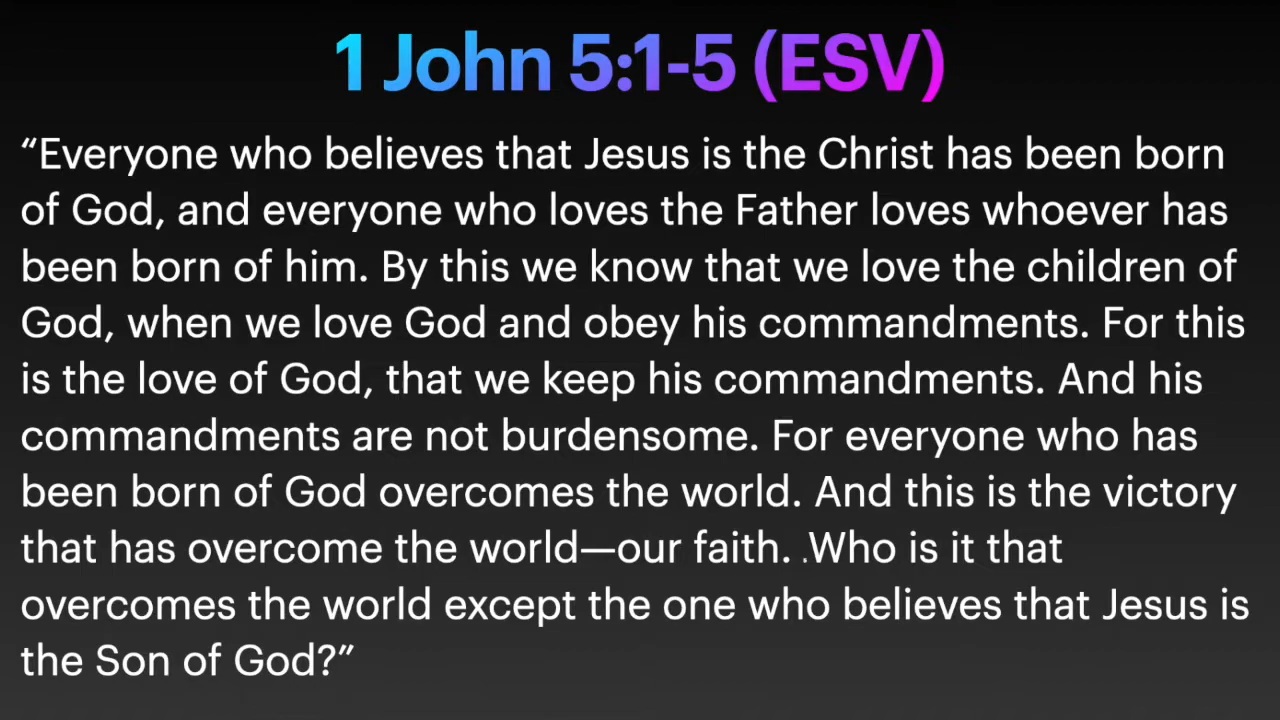 1 John 5:1-5 (ESV)
“Everyone who believes that Jesus is the Christ has been born
of God, and everyone who loves the Father loves whoever has
been born of him. By this we know that we love the children of
God, when we love God and obey his commandments. For this
is the love of God, that we keep his commandments. And his
commandments are not burdensome. For everyone who has
been born of God overcomes the world. And this is the victory
that has overcome the world—our faith. .Who is it that
overcomes the world except the one who believes that Jesus is
the Son of God?”